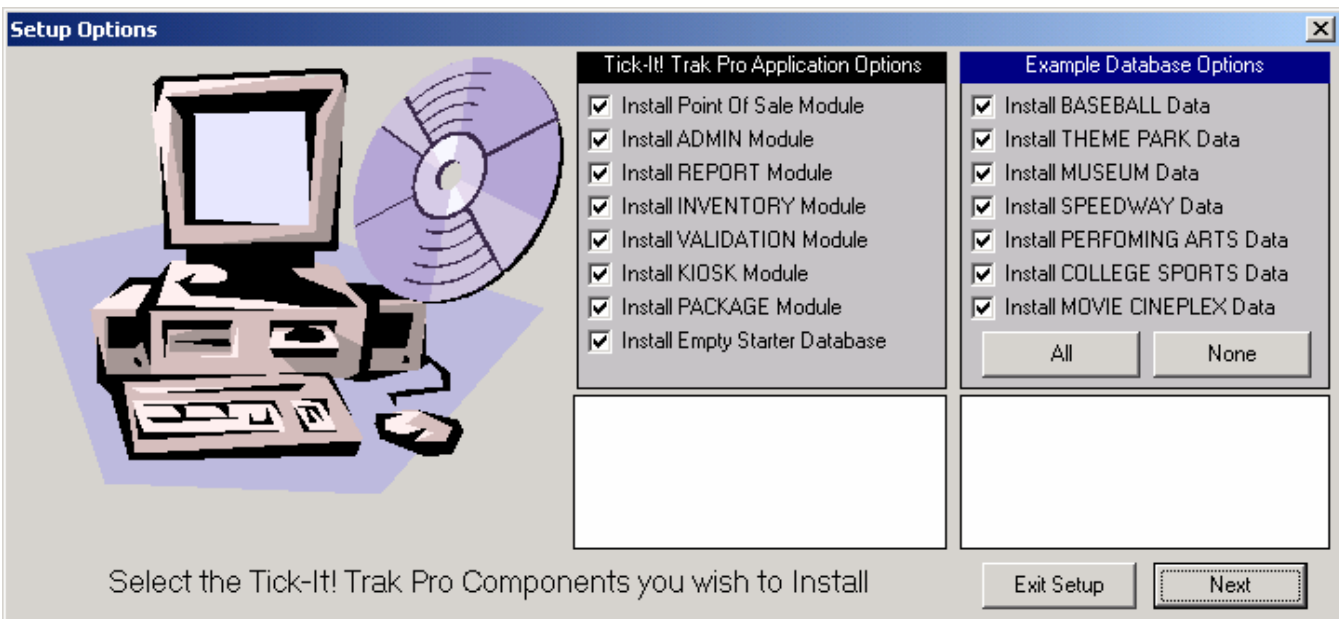 Setup Options
Tick-It! Trak Pro Application Options
Install Point Of Sale Module
Install ADMIN Module
Install REPORT Module
Install INVENTORY Module
Install VALIDATION Module
Install KIOSK Module
Install PACKAGE Module
Install Empty Starter Database
Example Database Options
Install BASEBALL Data
Install THEME PARK Data
Install MUSEUM Data
Install SPEEDWAY Data
Install PERFOMING ARTS Data
Install COLLEGE SPORTS Data
Install MOVIE CINEPLEX Data
All
None
Select the Tick-It! Trak Pro Components you wish to Install
Exit Setup
Next